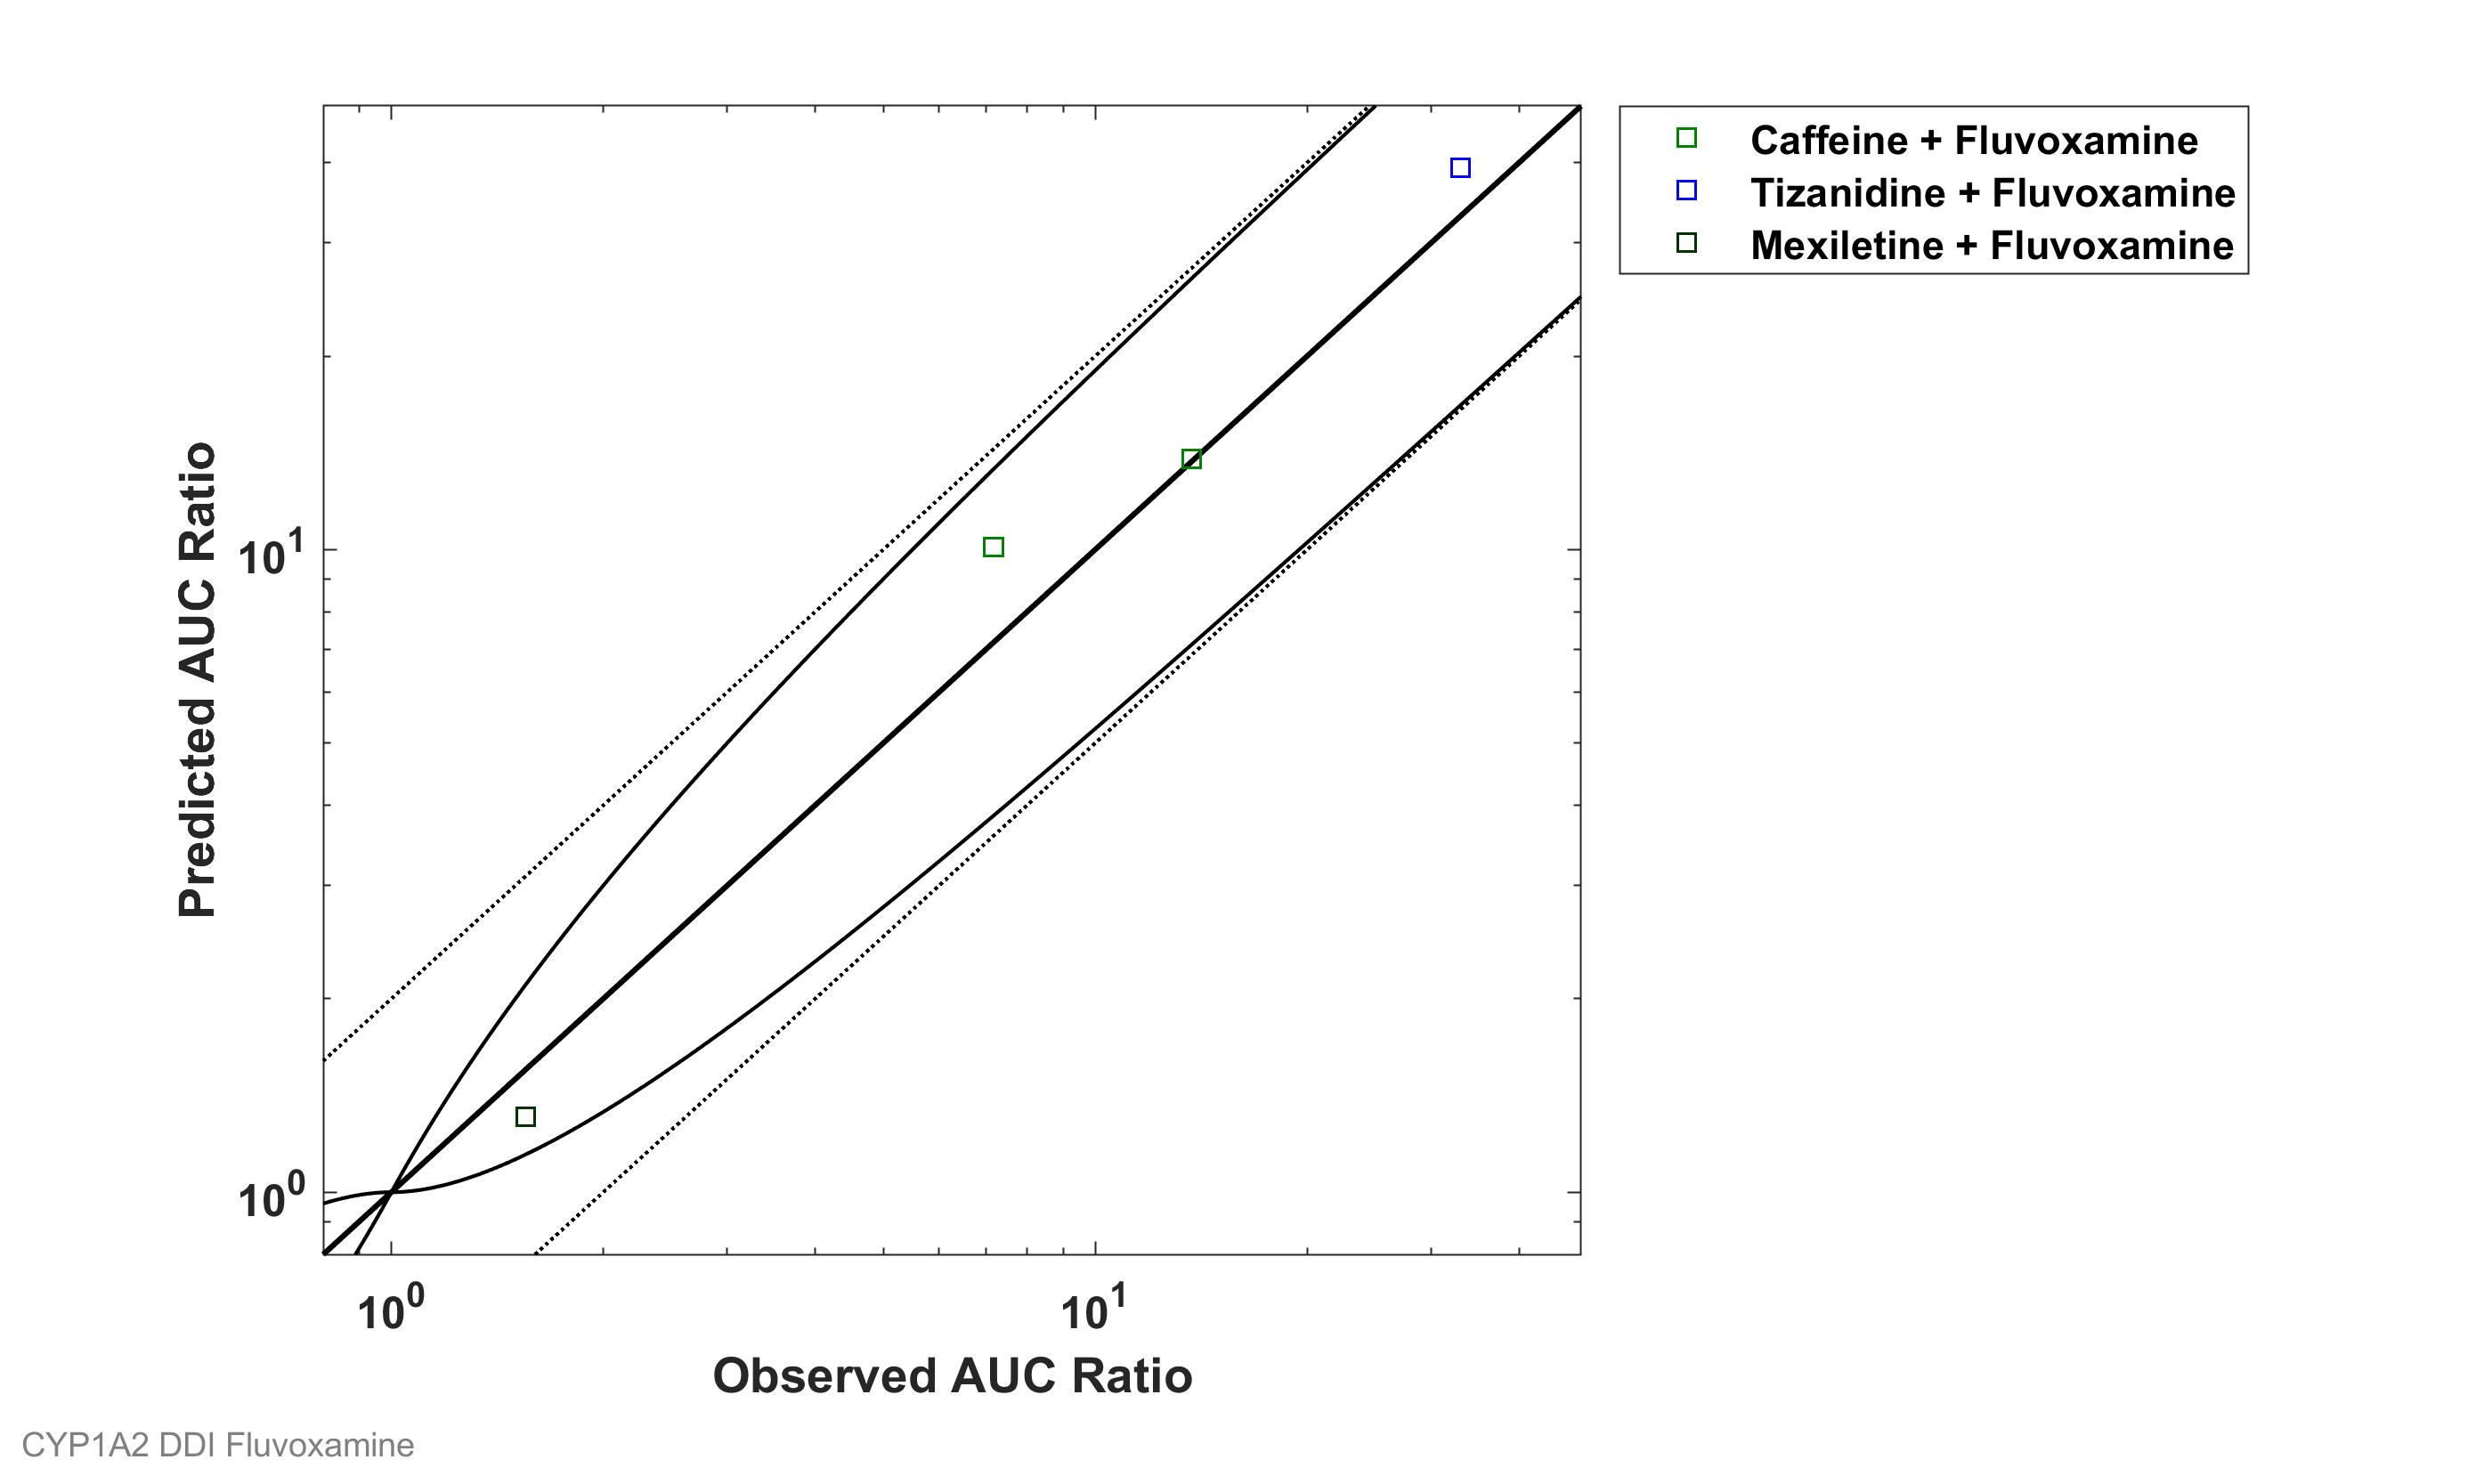 Caffeine + Fluvoxamine
Tizanidine + Fluvoxamine
Mexiletine + Fluvoxamine
Predicted AUC Ratio
10^1
10^0
10^0
10^1
Observed AUC Ratio
CYP1A2 DDI Fluvoxamine